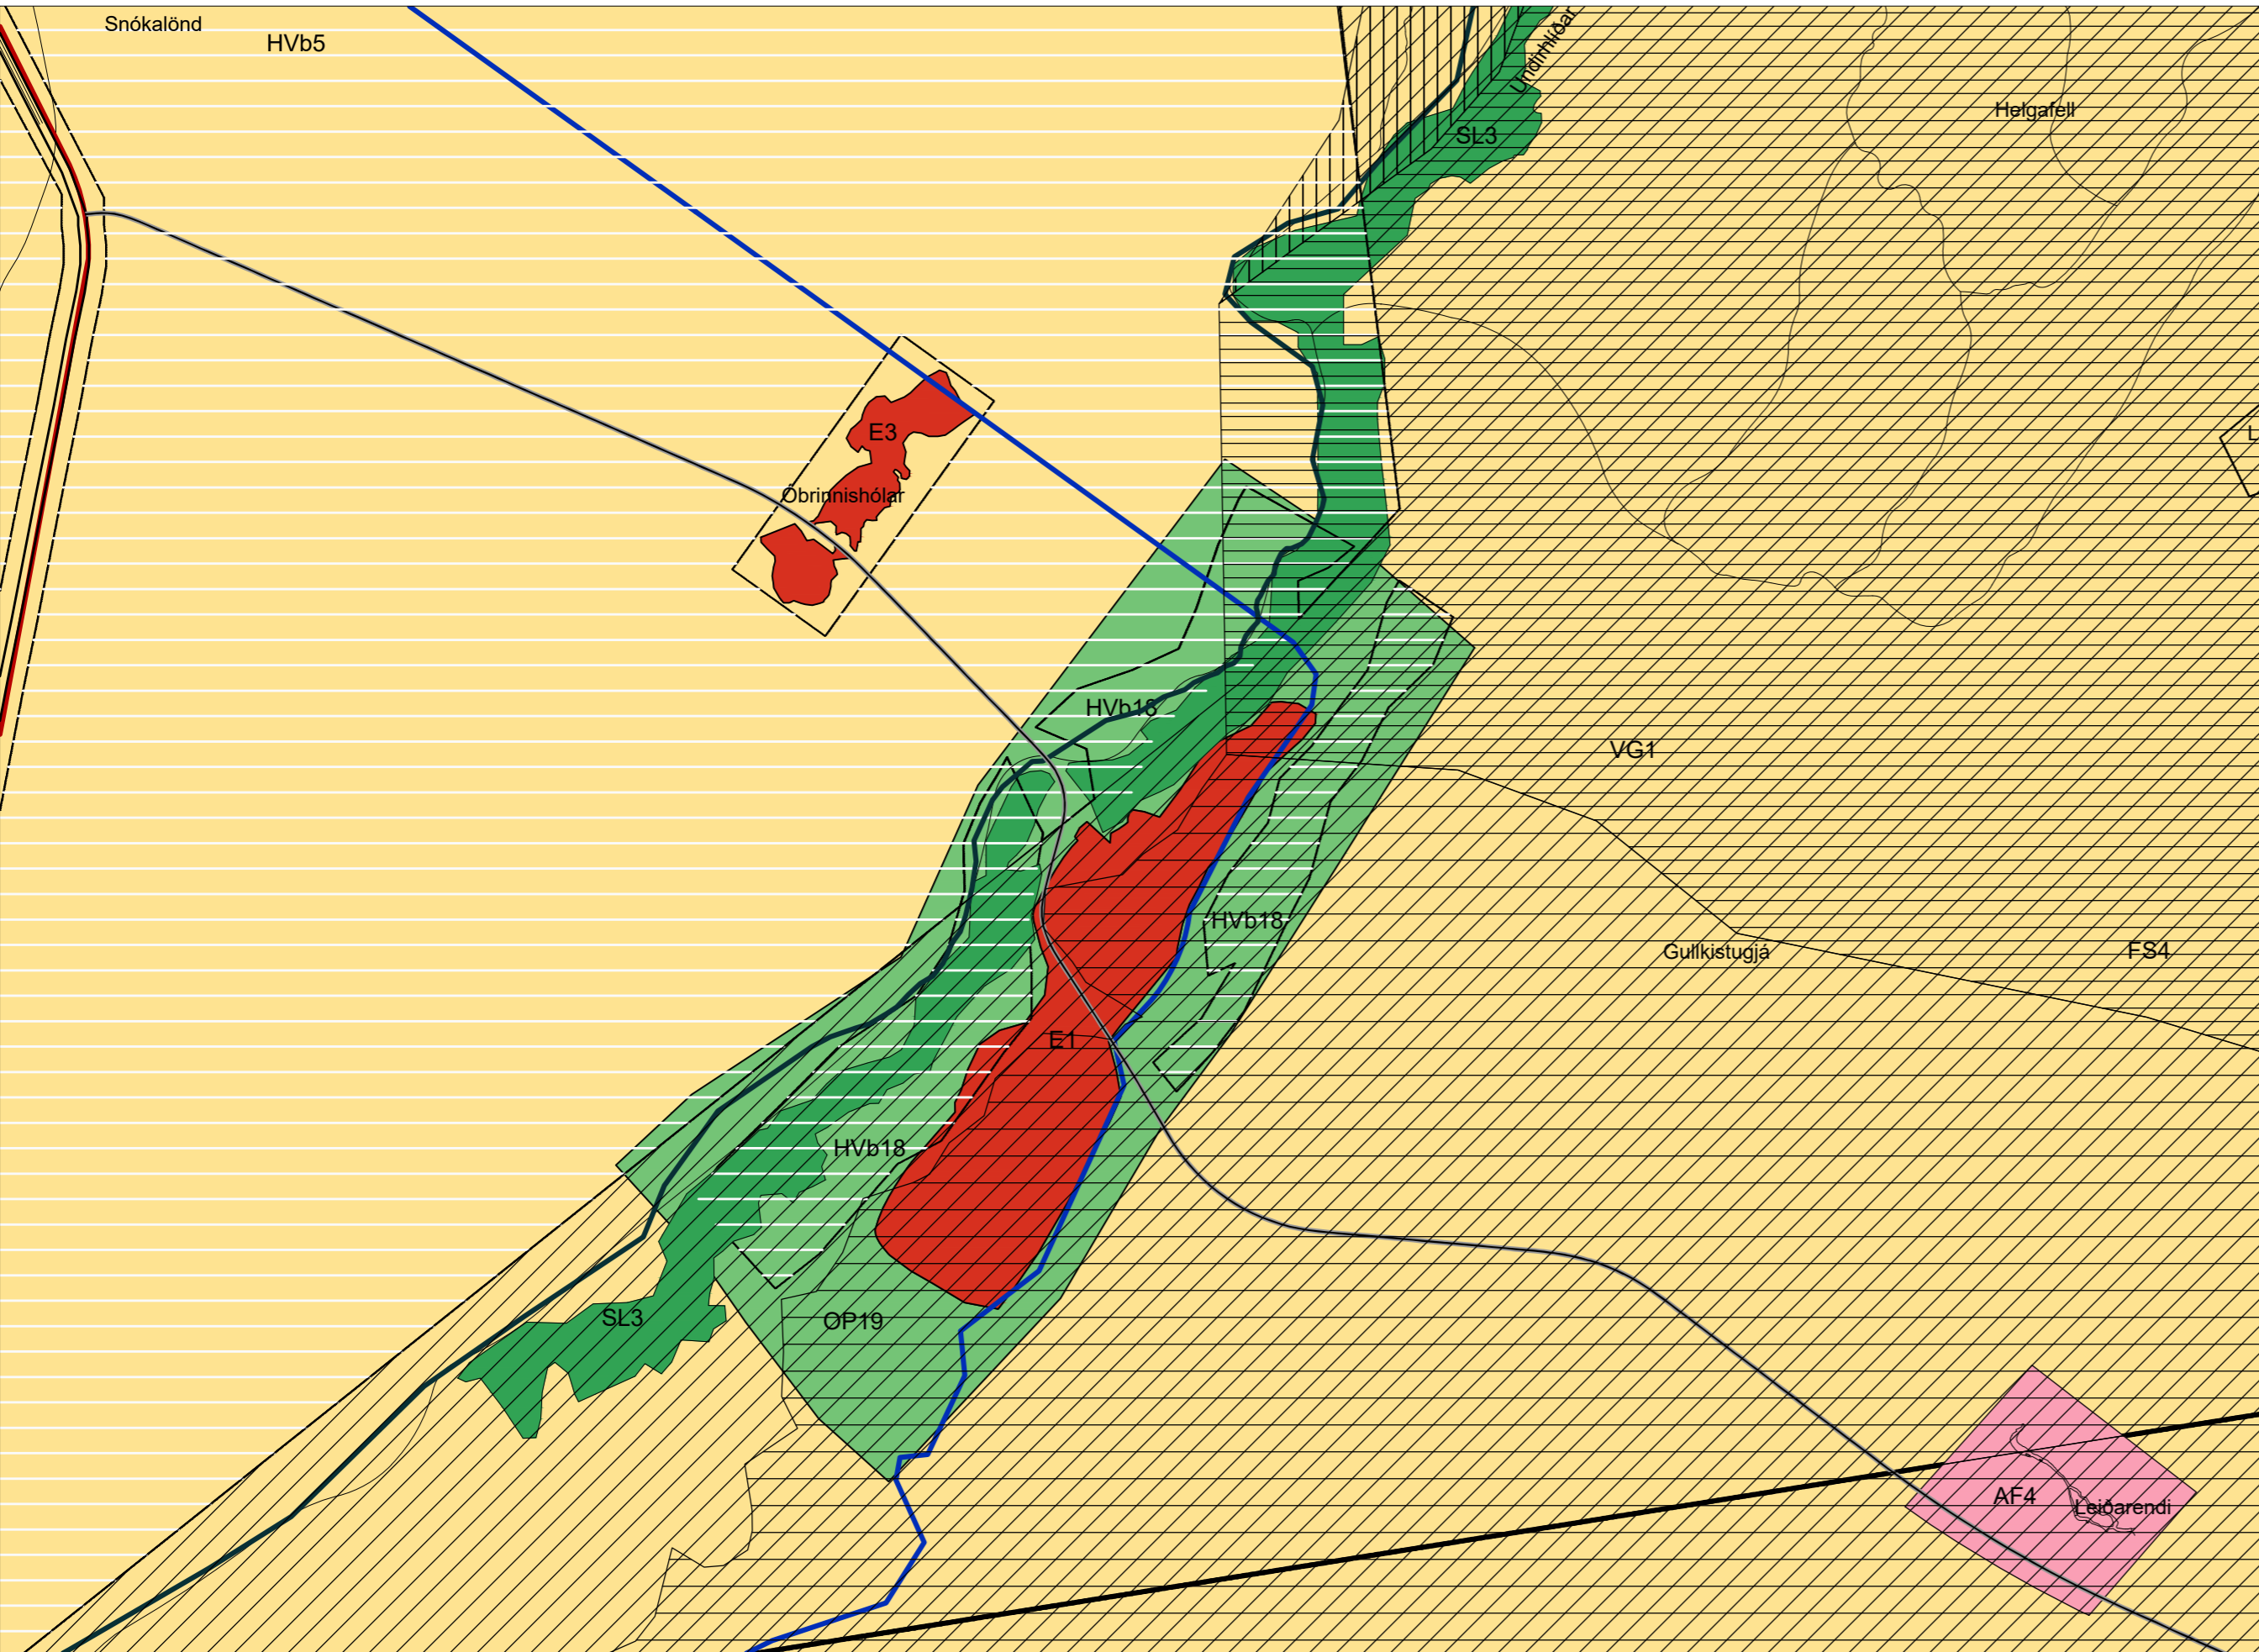 Snókalönd
HVb5
Undirhlíðar
Helgafell
SL3
E3
L
Óbrinnishólar
HVb18
VG1
HVb18
Gullkistugjá
FS4
E1
HVb18
SL3
OP19
AF4
Leiðarendi